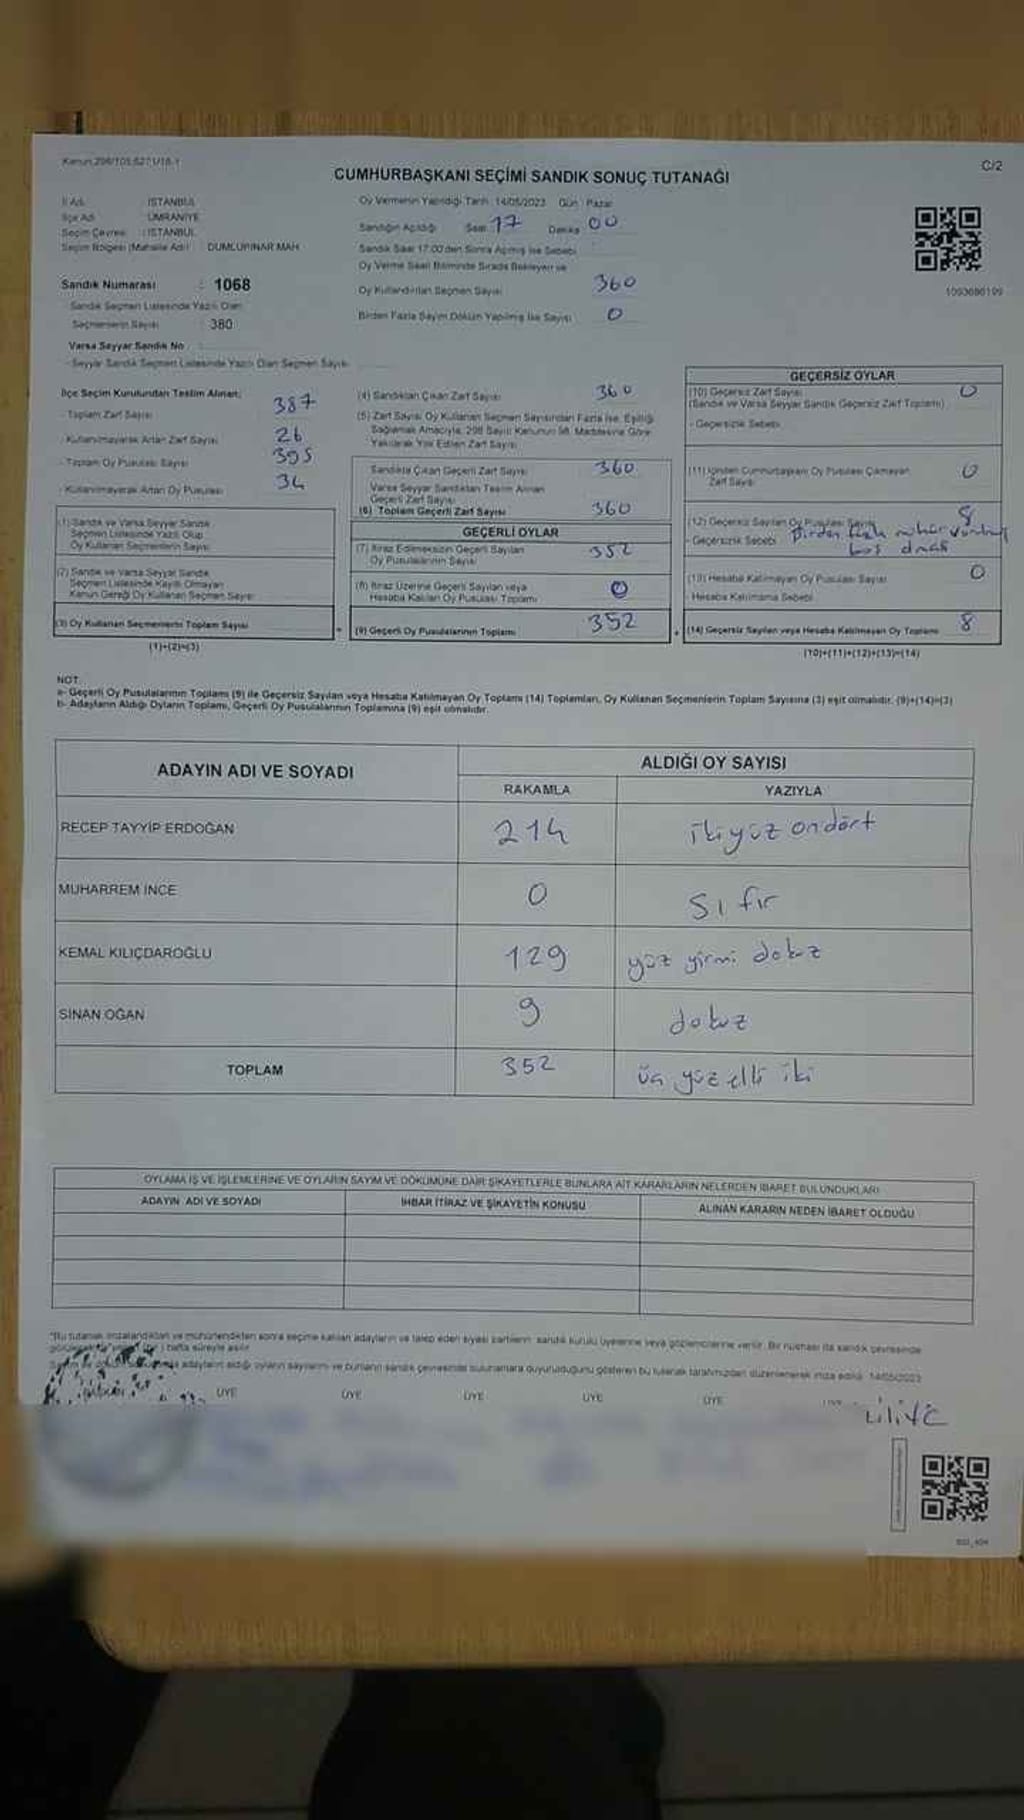 Kanun:298/105,6271/18-1
C/2
CUMHURBAŞKANI SEÇİMİ SANDIK SONUÇ TUTANAĞI
İl Adı : İSTANBUL
İlçe Adı : ÜMRANİYE
Seçim Çevresi : İSTANBUL
Seçim Bölgesi (Mahalle Adı) : DUMLUPINAR MAH.
Oy Vermenin Yapıldığı Tarih: 14/05/2023 Gün: Pazar
Sandığın Açıldığı Saat 17 Dakika 00
Sandık Saat 17:00'den Sonra Açılmış İse Sebebi
Oy Verme Saati Bitiminde Sırada Bekleyen ve
Oy Kullandırılan Seçmen Sayısı 360
Birden Fazla Sayım Döküm Yapılmış İse Sayısı 0
1093686199
Sandık Numarası : 1068
Sandık Seçmen Listesinde Yazılı Olan
Seçmenlerin Sayısı : 380
Varsa Seyyar Sandık No
- Seyyar Sandık Seçmen Listesinde Yazılı Olan Seçmen Sayısı
İlçe Seçim Kurulundan Teslim Alınan;
- Toplam Zarf Sayısı 387
- Kullanılmayarak Artan Zarf Sayısı 26
- Toplam Oy Pusulası Sayısı 395
- Kullanılmayarak Artan Oy Pusulası 34
(1) Sandık ve Varsa Seyyar Sandık
Seçmen Listesinde Yazılı Olup
Oy Kullanan Seçmenlerin Sayısı
(2) Sandık ve Varsa Seyyar Sandık
Seçmen Listesinde Kayıtlı Olmayan
Kanun Gereği Oy Kullanan Seçmen Sayısı
(3) Oy Kullanan Seçmenlerin Toplam Sayısı
(1)+(2)=(3)
(4) Sandıktan Çıkan Zarf Sayısı 360
(5) Zarf Sayısı Oy Kullanan Seçmen Sayısından Fazla İse, Eşitliği
Sağlamak Amacıyla, 298 Sayılı Kanunun 98. Maddesine Göre
Yakılarak Yok Edilen Zarf Sayısı
Sandıkta Çıkan Geçerli Zarf Sayısı 360
Varsa Seyyar Sandıktan Teslim Alınan
Geçerli Zarf Sayısı
(6) Toplam Geçerli Zarf Sayısı 360
GEÇERLİ OYLAR
(7) İtiraz Edilmeksizin Geçerli Sayılan
Oy Pusulalarının Sayısı 352
(8) İtiraz Üzerine Geçerli Sayılan veya
Hesaba Katılan Oy Pusulası Toplamı 0
(9) Geçerli Oy Pusulalarının Toplamı 352
GEÇERSİZ OYLAR
(10) Geçersiz Zarf Sayısı 0
(Sandık ve Varsa Seyyar Sandık Geçersiz Zarf Toplamı)
- Geçersizlik Sebebi
(11) İçinden Cumhurbaşkanı Oy Pusulası Çıkmayan
Zarf Sayısı 0
(12) Geçersiz Sayılan Oy Pusulası Sayısı 8
- Geçersizlik Sebebi Birden fazla mühür
boş
(13) Hesaba Katılmayan Oy Pusulası Sayısı 0
Hesaba Katılmama Sebebi
(14) Geçersiz Sayılan veya Hesaba Katılmayan Oy Toplamı 8
(10)+(11)+(12)+(13)=(14)
NOT:
a- Geçerli Oy Pusulalarının Toplamı (9) ile Geçersiz Sayılan veya Hesaba Katılmayan Oy Toplamı (14) Toplamları, Oy Kullanan Seçmenlerin Toplam Sayısına (3) eşit olmalıdır. (9)+(14)=(3)
b- Adayların Aldığı Oyların Toplamı, Geçerli Oy Pusulalarının Toplamına (9) eşit olmalıdır.
ADAYIN ADI VE SOYADI
ALDIĞI OY SAYISI
RAKAMLA YAZIYLA
RECEP TAYYİP ERDOĞAN 214 ikiyüz ondört
MUHARREM İNCE 0 sıfır
KEMAL KILIÇDAROĞLU 129 yüz yirmi dokuz
SİNAN OĞAN 9 dokuz
TOPLAM 352 üç yüz elli iki
OYLAMA İŞ VE İŞLEMLERİNE VE OYLARIN SAYIM VE DÖKÜMÜNE DAİR ŞİKAYETLERLE BUNLARA AİT KARARLARIN NELERDEN İBARET BULUNDUKLARI
ADAYIN ADI VE SOYADI İHBAR İTİRAZ VE ŞİKAYETİN KONUSU ALINAN KARARIN NEDEN İBARET OLDUĞU
*Bu tutanak imzalandıktan ve mühürlendikten sonra seçime katılan adayların ve talep eden siyasi partilerin sandık kurulu üyelerine veya gözlemcilerine verilir. Bir nüshası da sandık çevresinde
hafta süreyle asılır.
adayların aldığı oyların sayılarını ve bunların sandık çevresinde bulunanlara duyurulduğunu gösteren bu tutanak tarafımızdan düzenlenerek imza edildi. 14/05/2023
ÜYE ÜYE ÜYE ÜYE ÜYE